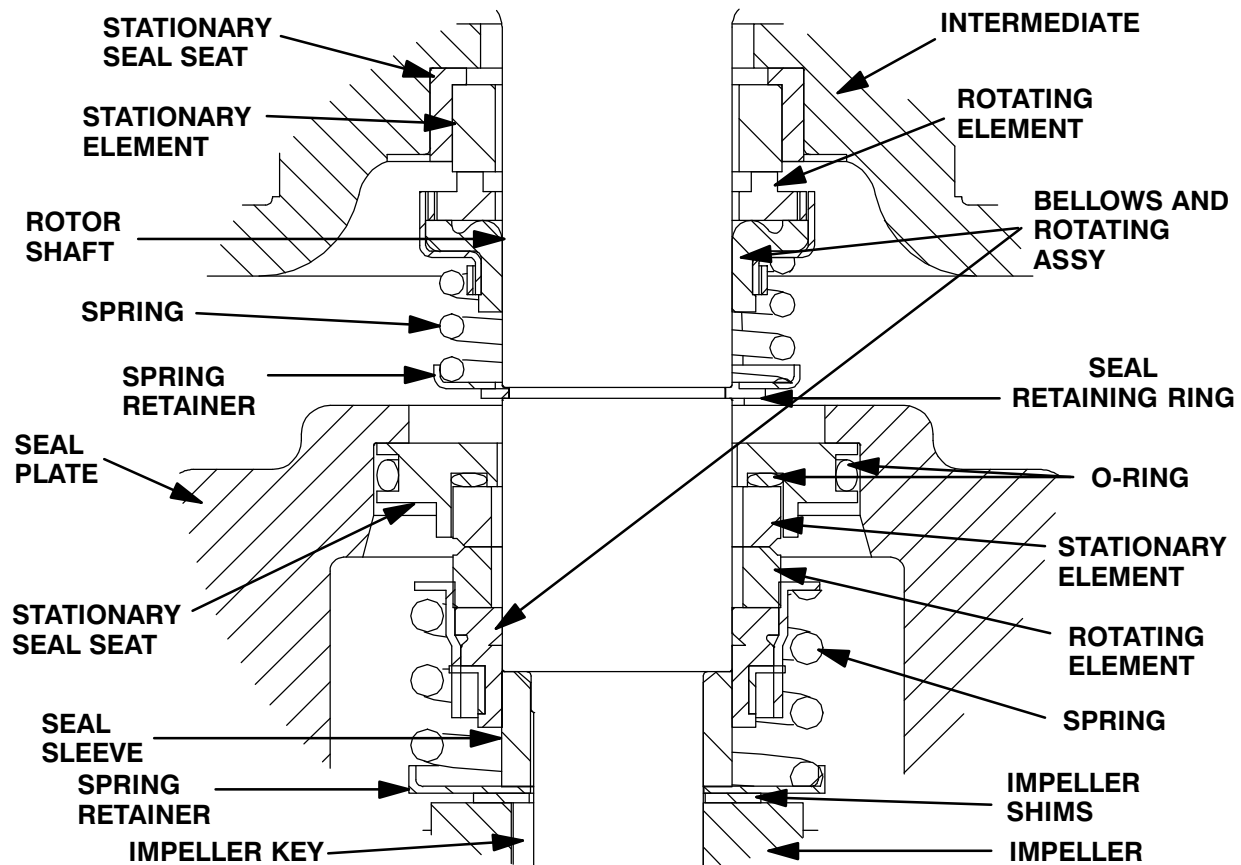 STATIONARY
SEAL SEAT
INTERMEDIATE
STATIONARY
ELEMENT
ROTATING
ELEMENT
ROTOR
SHAFT
BELLOWS AND
ROTATING
ASSY
SPRING
SPRING
RETAINER
SEAL
RETAINING RING
SEAL
PLATE
O-RING
STATIONARY
ELEMENT
STATIONARY
SEAL SEAT
ROTATING
ELEMENT
SEAL
SLEEVE
SPRING
SPRING
RETAINER
IMPELLER
SHIMS
IMPELLER KEY
IMPELLER